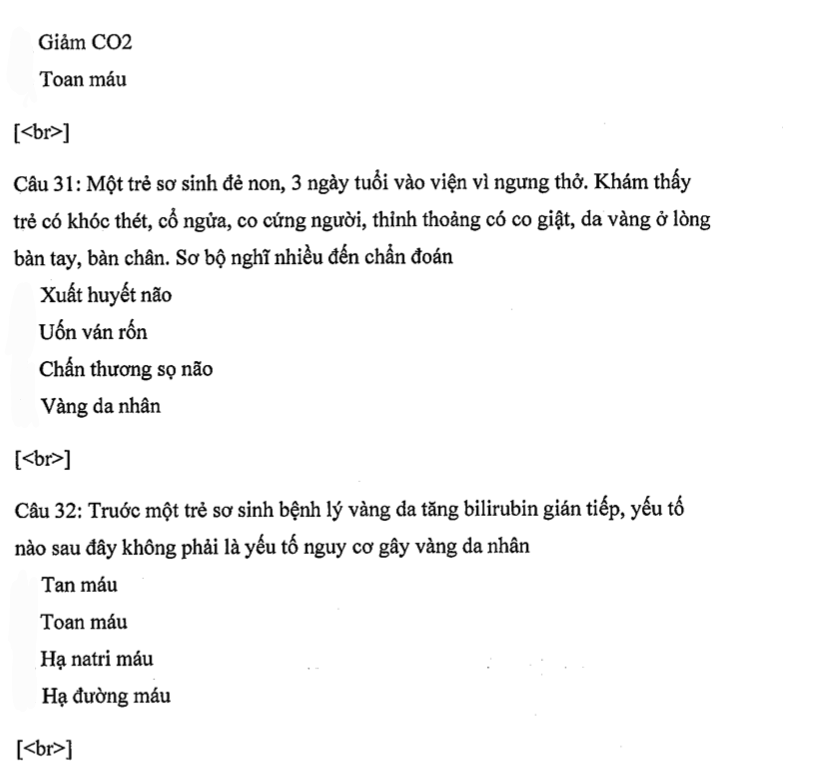 Giảm CO2
Toan máu
[<br>]
Câu 31: Một trẻ sơ sinh đẻ non, 3 ngày tuổi vào viện vì ngưng thở. Khám thấy
trẻ có khóc thét, cổ ngửa, co cứng người, thỉnh thoảng có co giật, da vàng ở lòng
bàn tay, bàn chân. Sơ bộ nghĩ nhiều đến chẩn đoán
Xuất huyết não
Uốn ván rốn
Chấn thương sọ não
Vàng da nhân
[<br>]
Câu 32: Truớc một trẻ sơ sinh bệnh lý vàng da tăng bilirubin gián tiếp, yếu tố
nào sau đây không phải là yếu tố nguy cơ gây vàng da nhân
Tan máu
Toan máu
Hạ natri máu
Hạ đường máu
[<br>]